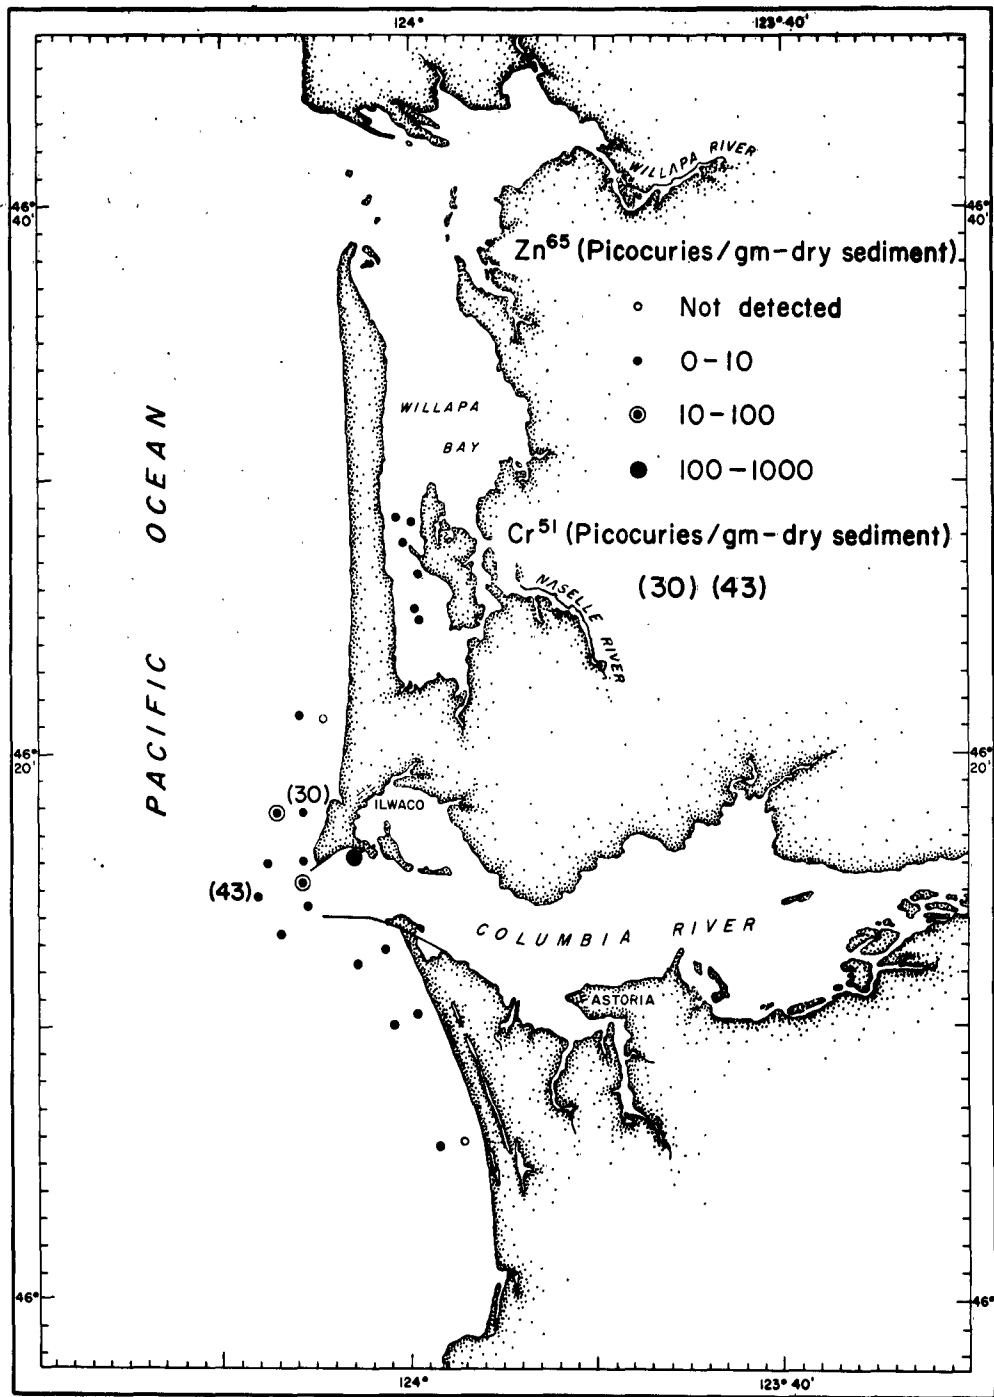 124° 123° 40'
WILLAPA RIVER
46° 40' 46° 40'
Zn⁶⁵ (Picocuries/gm-dry sediment)
Not detected
0-10
10-100
100-1000
WILLAPA
BAY
PACIFIC OCEAN
Cr⁵¹ (Picocuries/gm-dry sediment)
(30) (43)
NASELLE RIVER
46° 20' 46° 20'
(30)
ILWACO
(43)
COLUMBIA RIVER
ASTORIA
46° 46°
124° 123° 40'